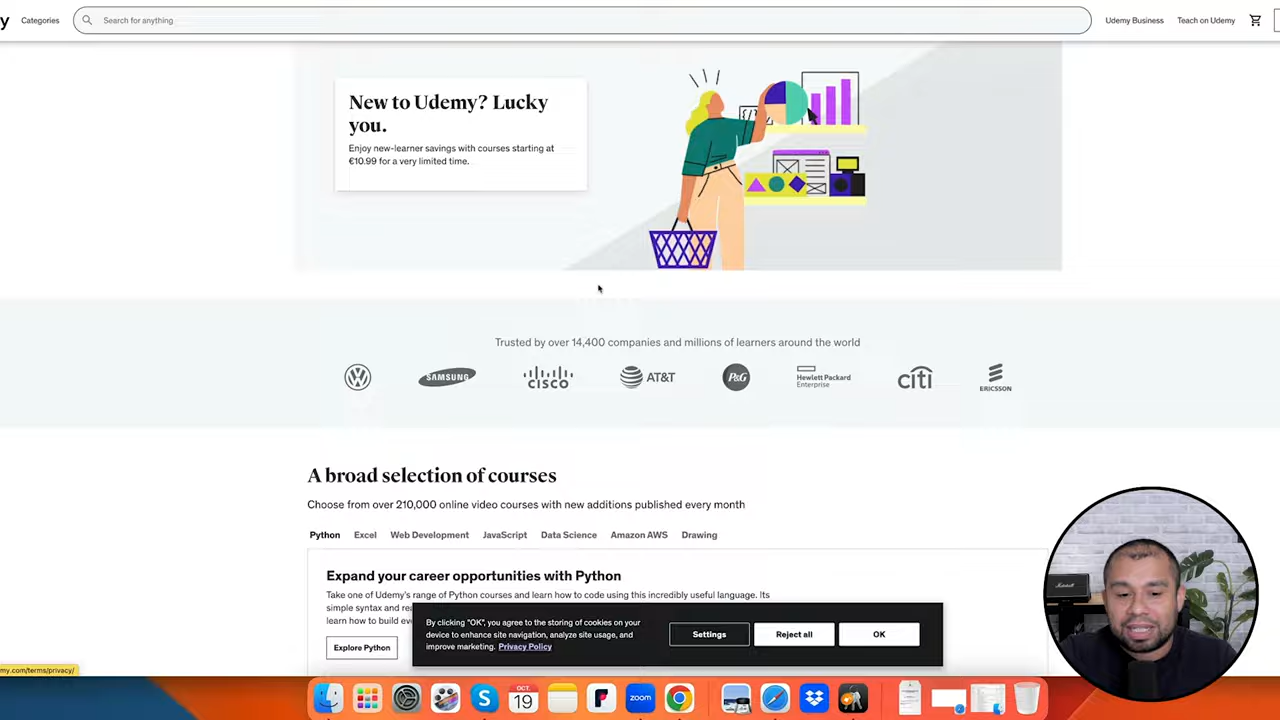 y Categories Search for anything Udemy Business Teach on Udemy
New to Udemy? Lucky
you.
Enjoy new-learner savings with courses starting at
€10.99 for a very limited time.
Trusted by over 14,400 companies and millions of learners around the world
SAMSUNG
CISCO
AT&T
P&G
Hewlett Packard
Enterprise
citi
ERICSSON
A broad selection of courses
Choose from over 210,000 online video courses with new additions published every month
Python Excel Web Development JavaScript Data Science Amazon AWS Drawing
Expand your career opportunities with Python
Take one of Udemy's range of Python courses and learn how to code using this incredibly useful language. Its
simple syntax and rea
learn how to build ev
Explore Python
By clicking "OK", you agree to the storing of cookies on your
device to enhance site navigation, analyze site usage, and
improve marketing. Privacy Policy
Settings Reject all OK
my.com/terms/privacy/
OCT.
19
zoom
Marshall